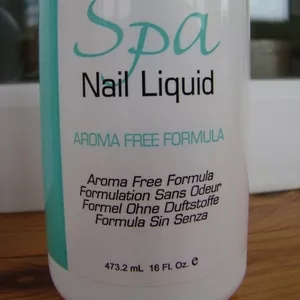 Spa
Nail Liquid
AROMA FREE FORMULA
Aroma Free Formula
Formulation Sans Odeur
Formel Ohne Duftstoffe
Formula Sin Senza
473.2 mL 16 Fl. Oz. e